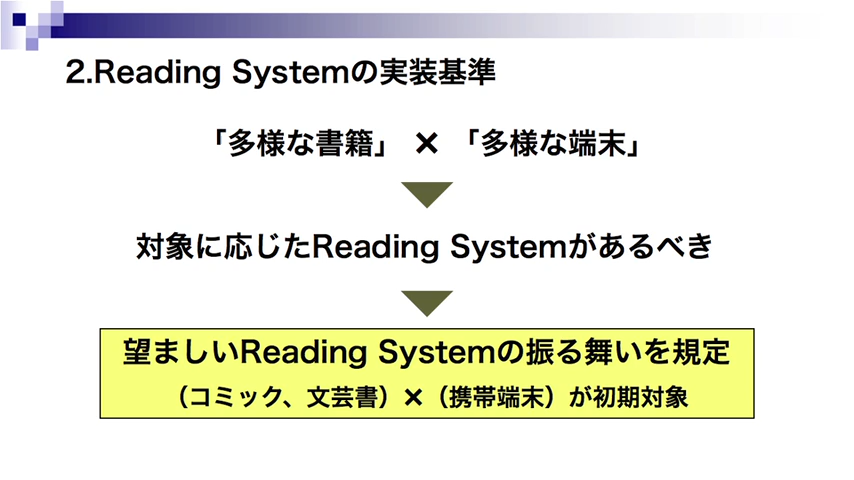 2.Reading Systemの実装基準
「多様な書籍」 × 「多様な端末」
対象に応じたReading Systemがあるべき
望ましいReading Systemの振る舞いを規定
（コミック、文芸書）×（携帯端末）が初期対象